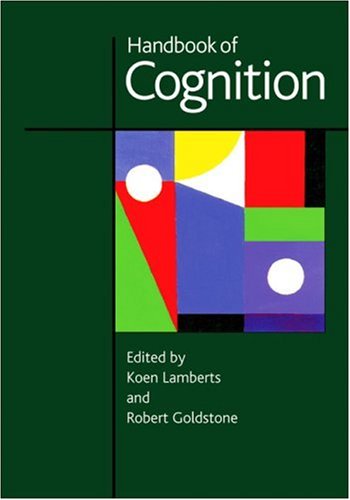 Handbook of
Cognition
Edited by
Koen Lamberts
and
Robert Goldstone